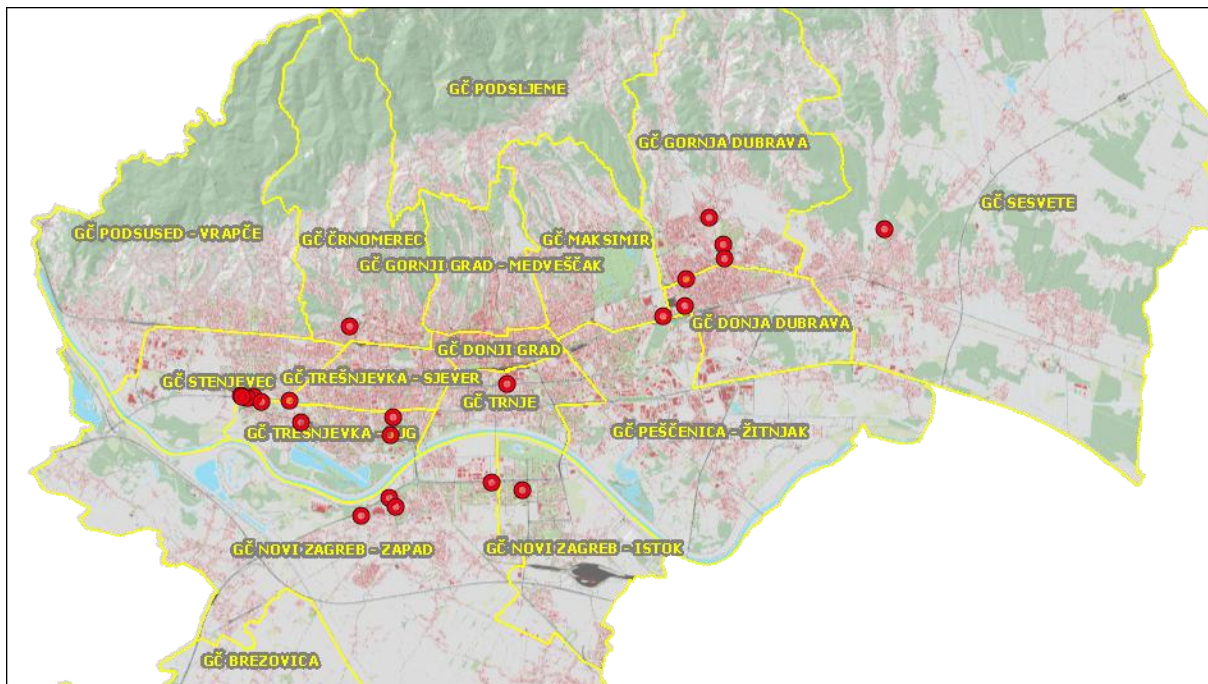 GČ PODSLJEME
GČ GORNJA DUBRAVA
GČ SESVETE
GČ PODSUSED - VRAPČE
GČ ČRNOMEREC
GČ MAKSIMIR
GČ GORNJI GRAD - MEDVEŠČAK
GČ DONJA DUBRAVA
GČ DONJI GRAD
GČ STENJEVEC
GČ TREŠNJEVKA - SJEVER
GČ TRNJE
GČ TREŠNJEVKA - JUG
GČ PEŠČENICA - ŽITNJAK
GČ NOVI ZAGREB - ZAPAD
GČ NOVI ZAGREB - ISTOK
GČ BREZOVICA